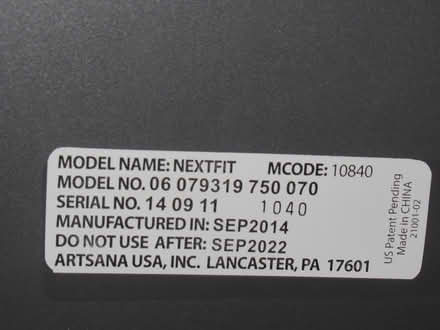 MODEL NAME: NEXTFIT MCODE: 10840
MODEL NO. 06 079319 750 070
SERIAL NO. 14 09 11 1040
MANUFACTURED IN: SEP2014
DO NOT USE AFTER: SEP2022
ARTSANA USA, INC. LANCASTER, PA 17601
US Patent Pending
Made in CHINA
21001-02